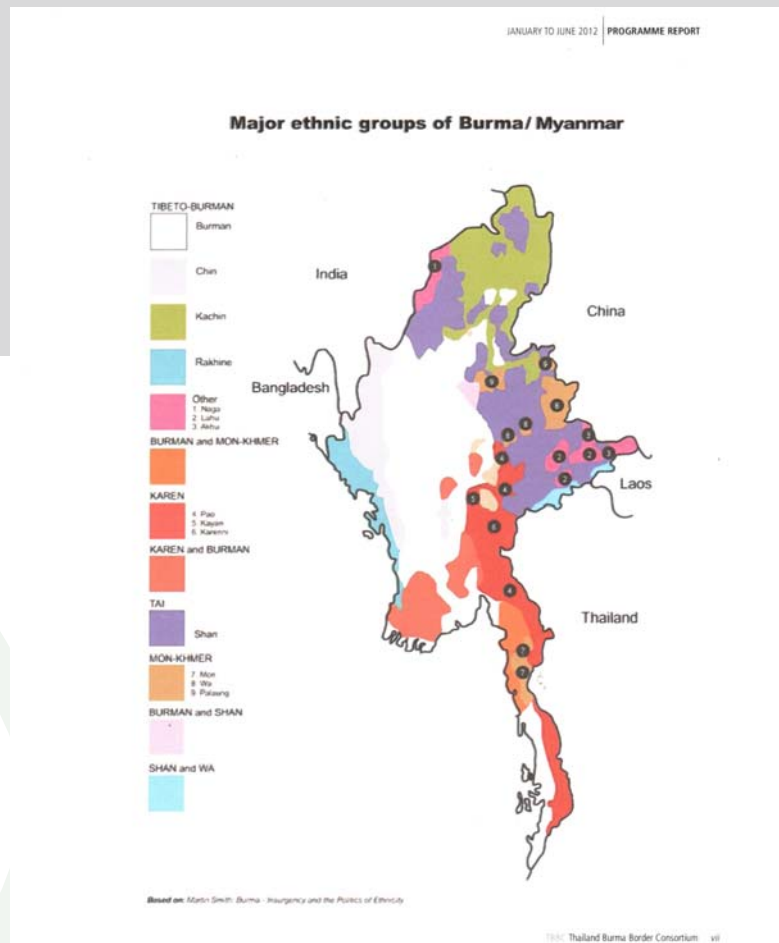 JANUARY TO JUNE 2012 | PROGRAMME REPORT
Major ethnic groups of Burma/Myanmar
TIBETO-BURMAN
Burman
Chin
Kachin
Rakhine
Other
1 Naga
2 Lahu
3 Akha
BURMAN and MON-KHMER
KAREN
4 Pao
5 Kayan
6 Karenni
KAREN and BURMAN
TAI
Shan
MON-KHMER
7 Mon
8 Wa
9 Palaung
BURMAN and SHAN
SHAN and WA
India
China
Bangladesh
Laos
Thailand
Based on: Martin Smith: Burma - Insurgency and the Politics of Ethnicity
TBBC Thailand Burma Border Consortium vii